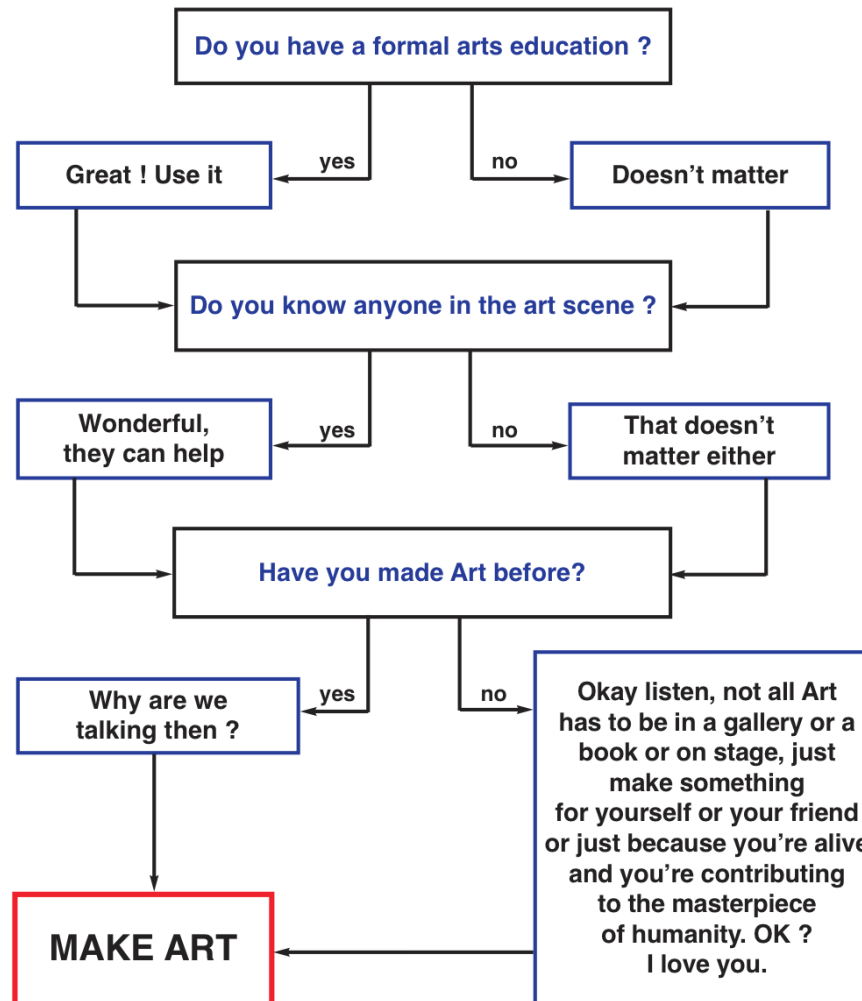 Do you have a formal arts education ?
yes
no
Great ! Use it
Doesn't matter
Do you know anyone in the art scene ?
yes
no
Wonderful,
they can help
That doesn't
matter either
Have you made Art before?
yes
no
Why are we
talking then ?
Okay listen, not all Art
has to be in a gallery or a
book or on stage, just
make something
for yourself or your friend
or just because you're alive
and you're contributing
to the masterpiece
of humanity. OK ?
I love you.
MAKE ART